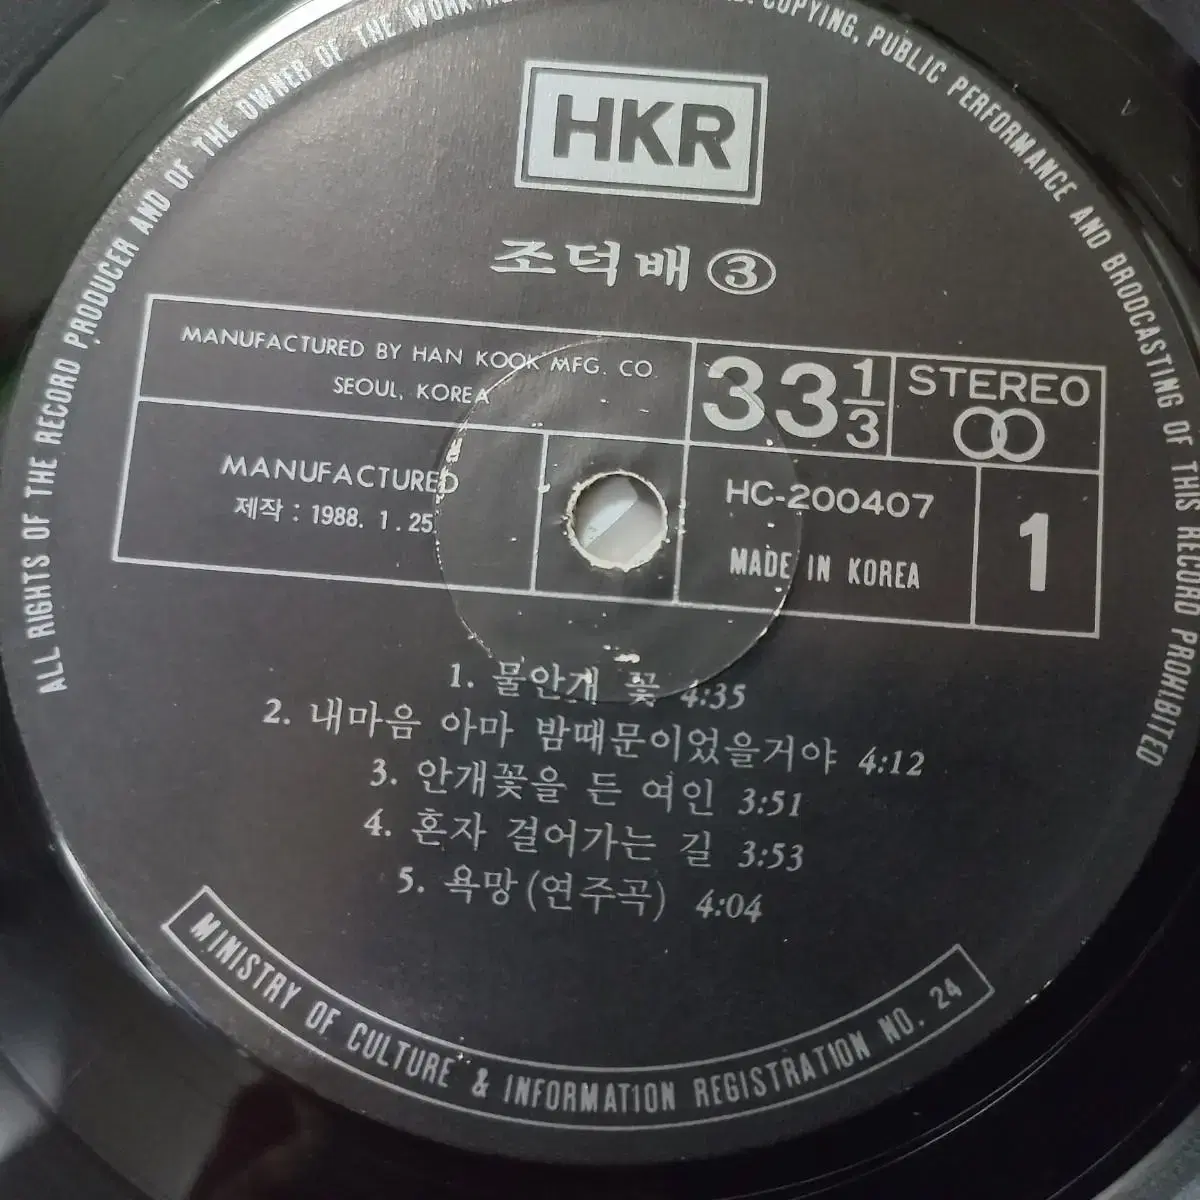 HKR
조덕배 ③
MANUFACTURED BY HAN KOOK MFG. CO.
SEOUL, KOREA
33 1/3
STEREO
MANUFACTURED
제작 : 1988. 1. 25.
HC-200407
MADE IN KOREA
1
1. 물안개 꽃 4:35
2. 내마음 아마 밤때문이었을거야 4:12
3. 안개꽃을 든 여인 3:51
4. 혼자 걸어가는 길 3:53
5. 욕망 (연주곡) 4:04
MINISTRY OF CULTURE & INFORMATION REGISTRATION NO. 24
ALL RIGHTS OF THE RECORD PRODUCER AND OF THE OWNER OF THE WORK
COPYING, PUBLIC PERFORMANCE AND BRODCASTING OF THIS RECORD PROHIBITED